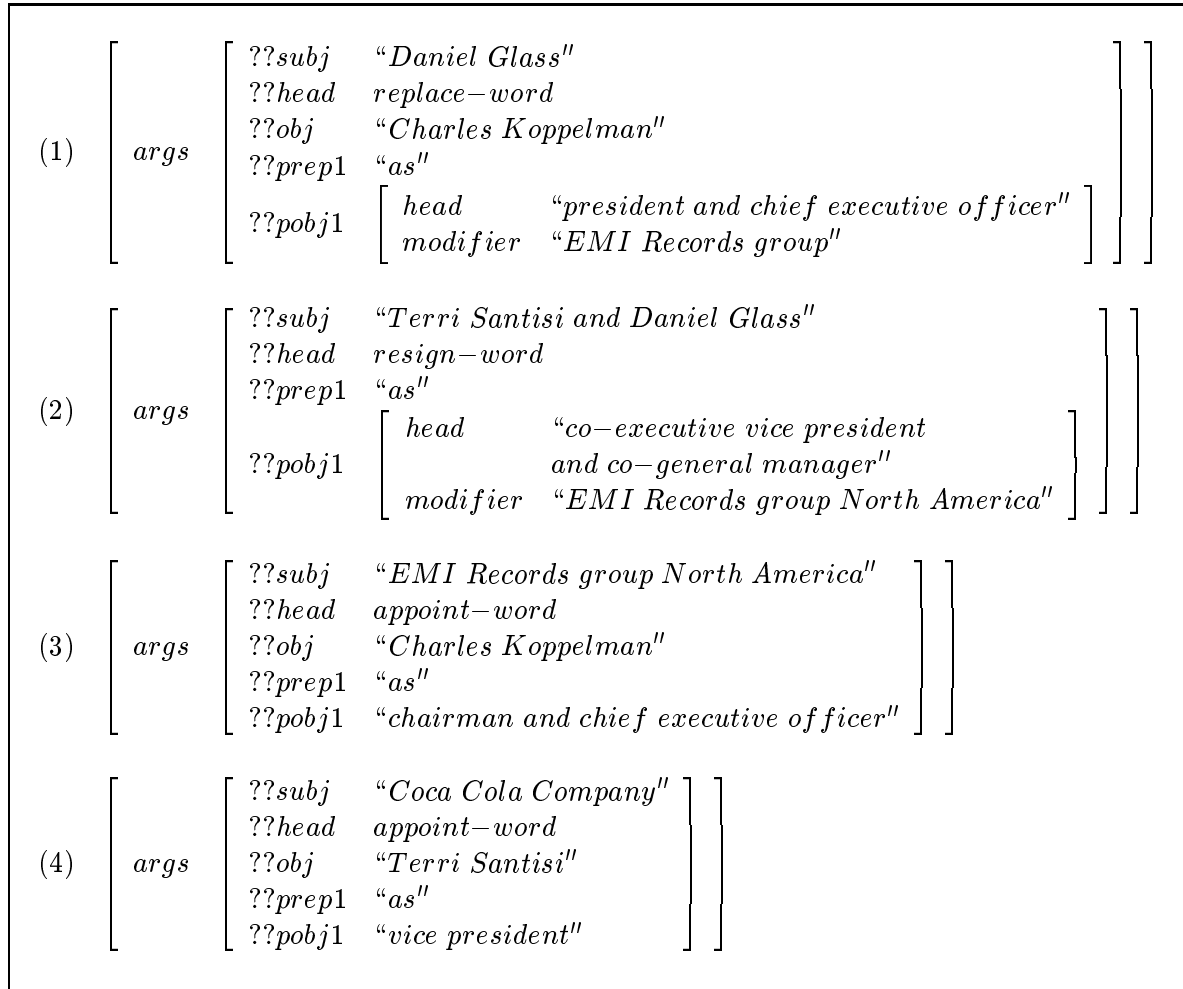 ??subj “Daniel Glass″
??head replace−word
(1) args ??obj “Charles Koppelman″
??prep1 “as″
??pobj1 head “president and chief executive officer″
modifier “EMI Records group″
??subj “Terri Santisi and Daniel Glass″
??head resign−word
??prep1 “as″
(2) args head “co−executive vice president
??pobj1 and co−general manager″
modifier “EMI Records group North America″
??subj “EMI Records group North America″
??head appoint−word
(3) args ??obj “Charles Koppelman″
??prep1 “as″
??pobj1 “chairman and chief executive officer″
??subj “Coca Cola Company″
??head appoint−word
(4) args ??obj “Terri Santisi″
??prep1 “as″
??pobj1 “vice president″